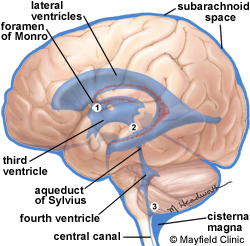 lateral
ventricles
subarachnoid
space
foramen
of Monro
1
2
third
ventricle
M. Headworth
aqueduct
of Sylvius
3
fourth ventricle
cisterna
magna
central canal
© Mayfield Clinic